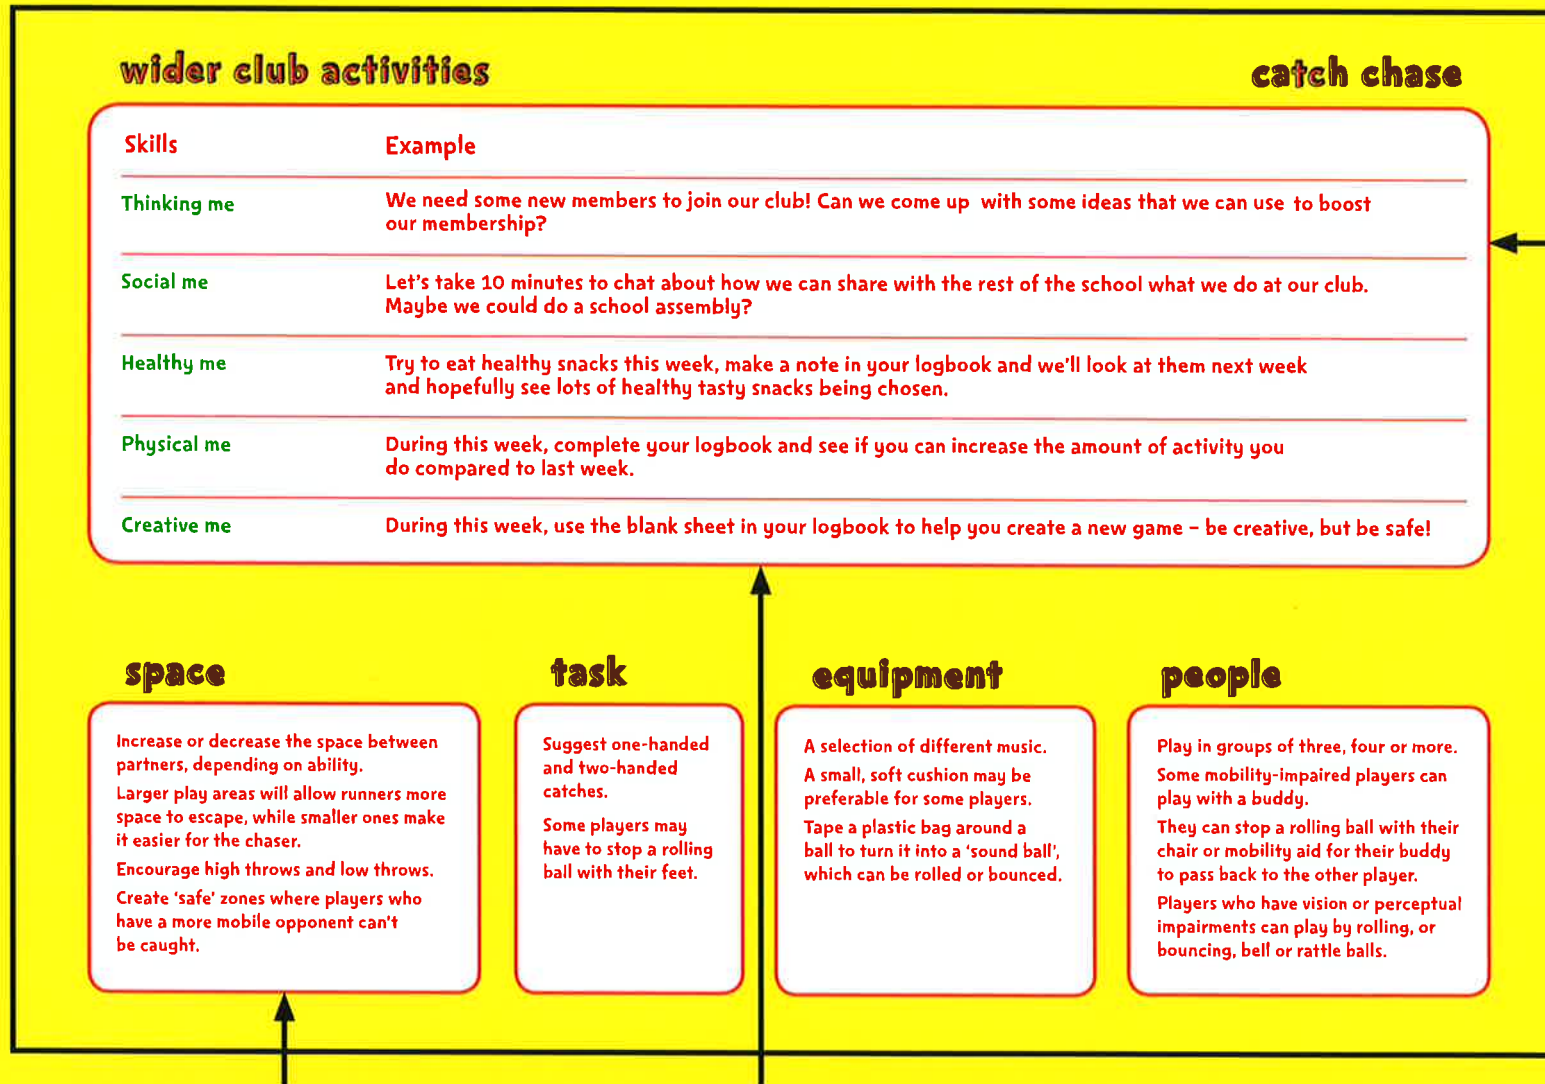 wider club activities
catch chase
Skills
Example
Thinking me
We need some new members to join our club! Can we come up with some ideas that we can use to boost
our membership?
Social me
Let's take 10 minutes to chat about how we can share with the rest of the school what we do at our club.
Maybe we could do a school assembly?
Healthy me
Try to eat healthy snacks this week, make a note in your logbook and we'll look at them next week
and hopefully see lots of healthy tasty snacks being chosen.
Physical me
During this week, complete your logbook and see if you can increase the amount of activity you
do compared to last week.
Creative me
During this week, use the blank sheet in your logbook to help you create a new game – be creative, but be safe!
space
Increase or decrease the space between
partners, depending on ability.
Larger play areas will allow runners more
space to escape, while smaller ones make
it easier for the chaser.
Encourage high throws and low throws.
Create 'safe' zones where players who
have a more mobile opponent can't
be caught.
task
Suggest one-handed
and two-handed
catches.
Some players may
have to stop a rolling
ball with their feet.
equipment
A selection of different music.
A small, soft cushion may be
preferable for some players.
Tape a plastic bag around a
ball to turn it into a 'sound ball',
which can be rolled or bounced.
people
Play in groups of three, four or more.
Some mobility-impaired players can
play with a buddy.
They can stop a rolling ball with their
chair or mobility aid for their buddy
to pass back to the other player.
Players who have vision or perceptual
impairments can play by rolling, or
bouncing, bell or rattle balls.